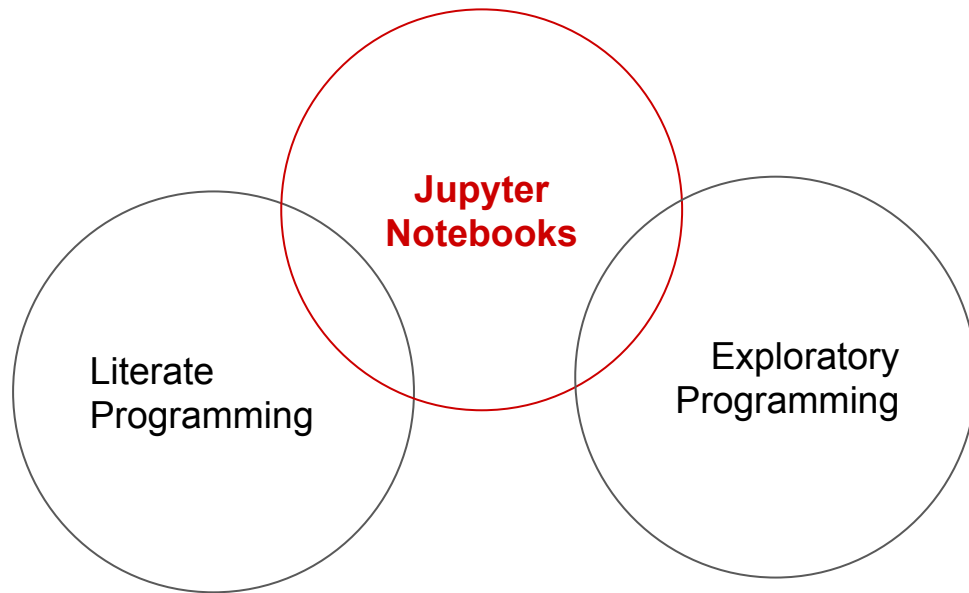 Jupyter
Notebooks
Literate
Programming
Exploratory
Programming